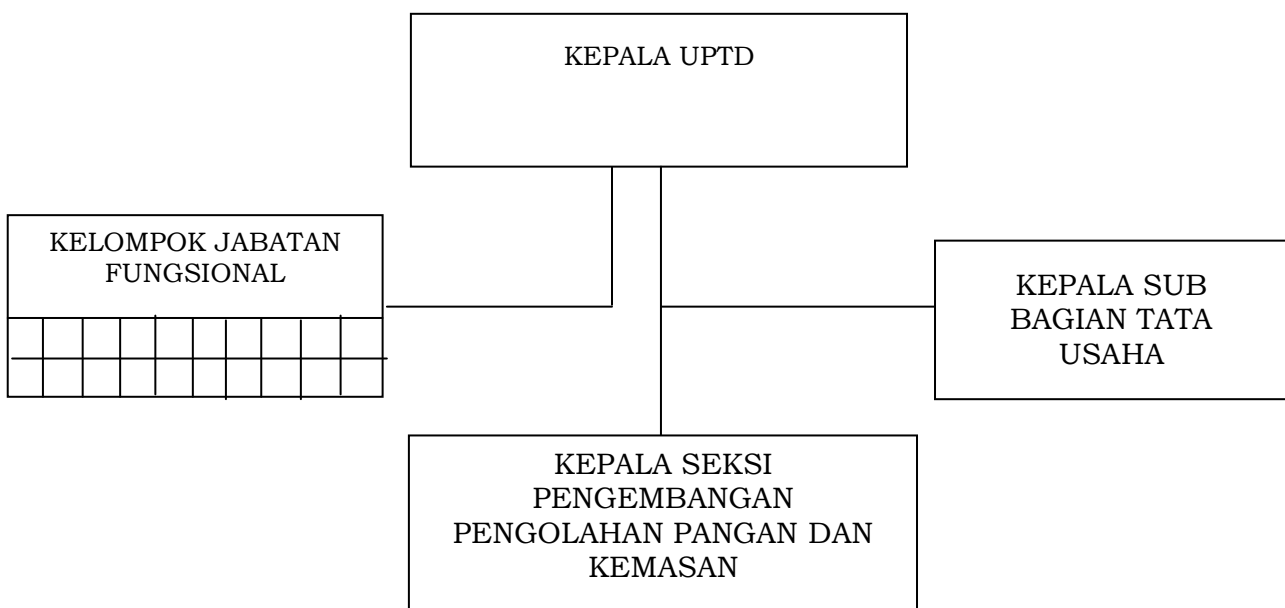 KEPALA UPTD
KELOMPOK JABATAN
FUNGSIONAL
KEPALA SUB
BAGIAN TATA
USAHA
KEPALA SEKSI
PENGEMBANGAN
PENGOLAHAN PANGAN DAN
KEMASAN